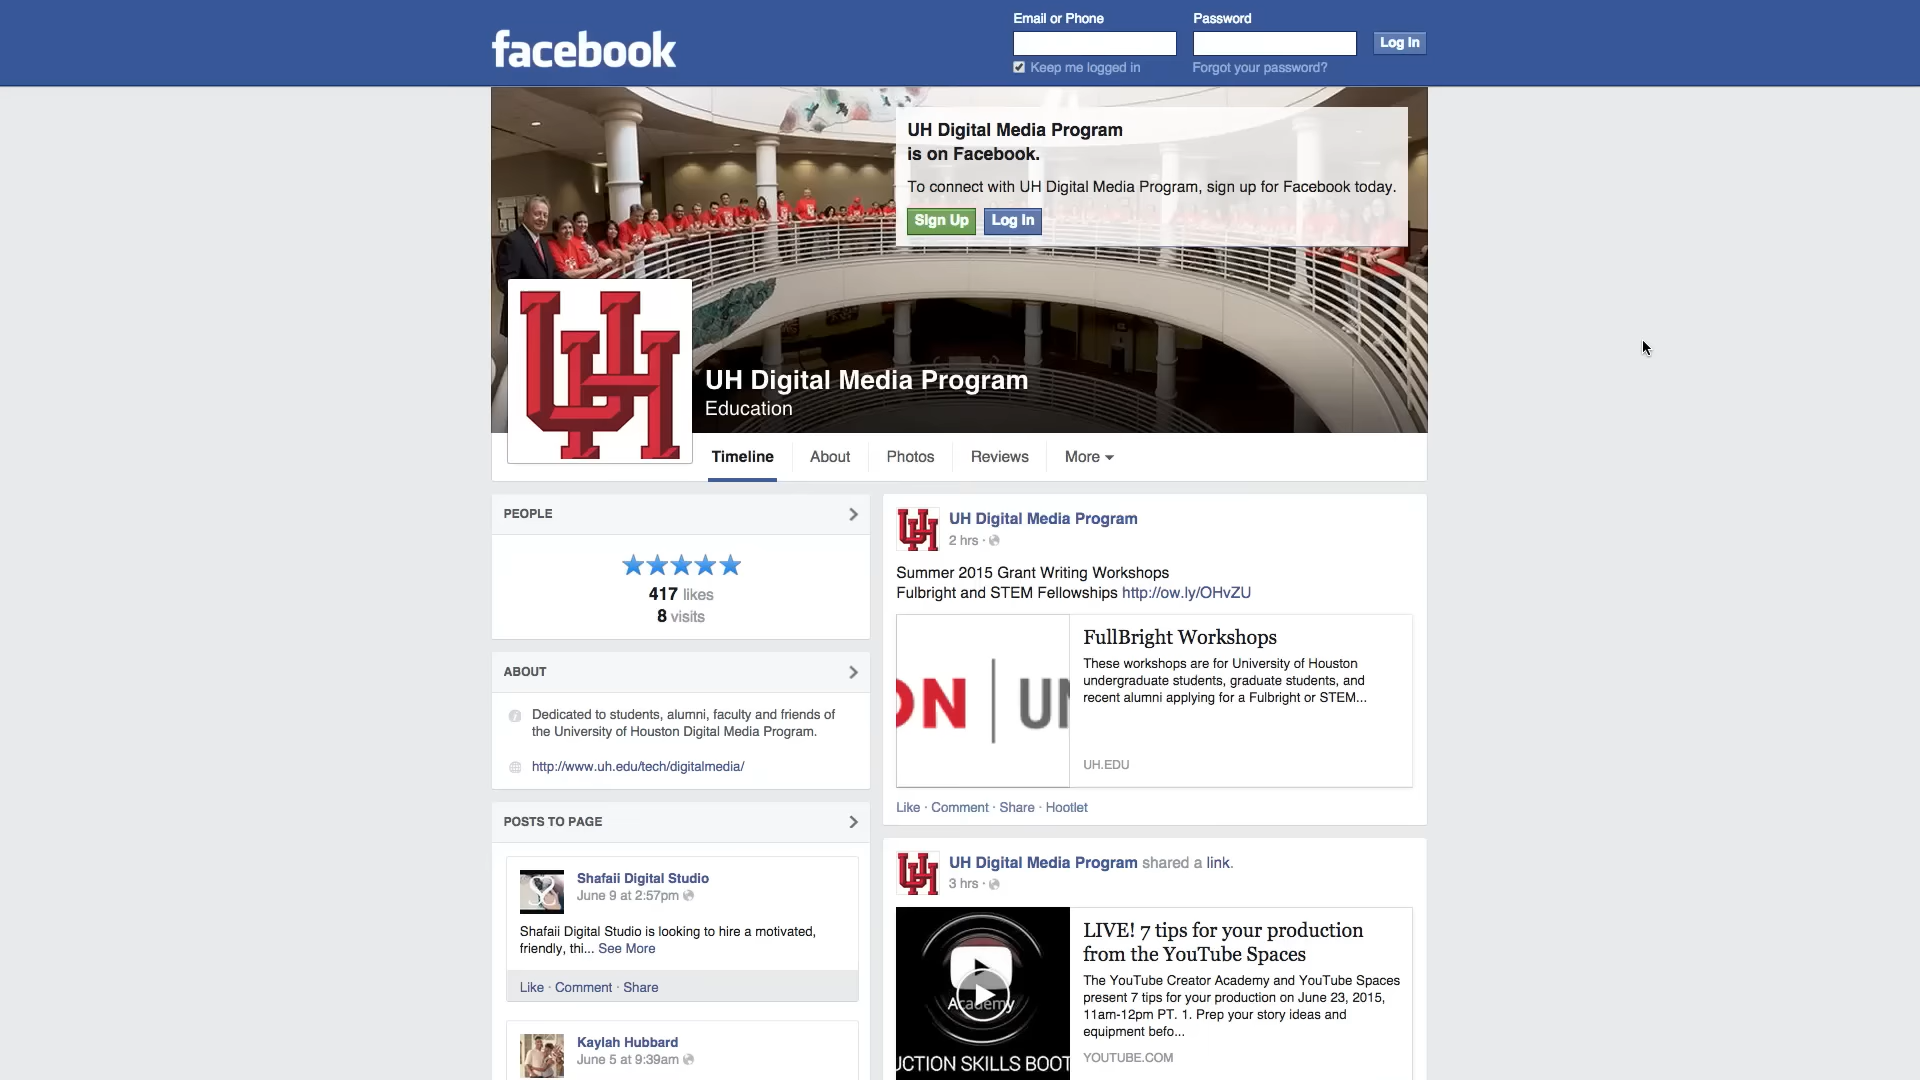 facebook
Email or Phone
Password
Log In
Keep me logged in
Forgot your password?
UH Digital Media Program
is on Facebook.
To connect with UH Digital Media Program, sign up for Facebook today.
Sign Up
Log In
UH
UH Digital Media Program
Education
Timeline
About
Photos
Reviews
More
PEOPLE
417 likes
8 visits
ABOUT
Dedicated to students, alumni, faculty and friends of
the University of Houston Digital Media Program.
http://www.uh.edu/tech/digitalmedia/
POSTS TO PAGE
Shafaii Digital Studio
June 9 at 2:57pm
Shafaii Digital Studio is looking to hire a motivated,
friendly, thi... See More
Like · Comment · Share
Kaylah Hubbard
June 5 at 9:39am
UH
UH Digital Media Program
2 hrs ·
Summer 2015 Grant Writing Workshops
Fulbright and STEM Fellowships http://ow.ly/OHvZU
ON | UN
FullBright Workshops
These workshops are for University of Houston
undergraduate students, graduate students, and
recent alumni applying for a Fulbright or STEM...
UH.EDU
Like · Comment · Share · Hootlet
UH
UH Digital Media Program shared a link.
3 hrs ·
Academy
UCTION SKILLS BOOT
LIVE! 7 tips for your production
from the YouTube Spaces
The YouTube Creator Academy and YouTube Spaces
present 7 tips for your production on June 23, 2015,
11am-12pm PT. 1. Prep your story ideas and
equipment befo...
YOUTUBE.COM